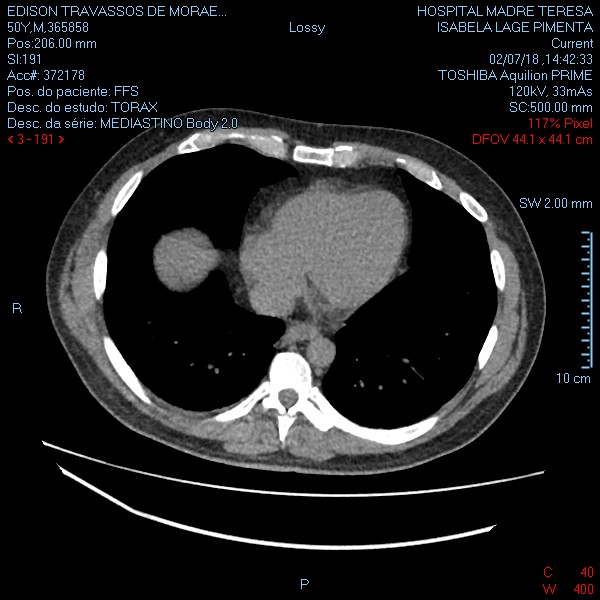 EDISON TRAVASSOS DE MORAE...
50Y,M,365858
Pos:206.00 mm
SI:191
Acc#: 372178
Pos. do paciente: FFS
Desc. do estudo: TORAX
Desc. da série: MEDIASTINO Body 2.0
< 3 - 191 >
Lossy
HOSPITAL MADRE TERESA
ISABELA LAGE PIMENTA
Current
02/07/18 ,14:42:33
TOSHIBA Aquilion PRIME
120kV, 33mAs
SC:500.00 mm
117% Pixel
DFOV 44.1 x 44.1 cm
SW 2.00 mm
R
10 cm
P
C 40
W 400